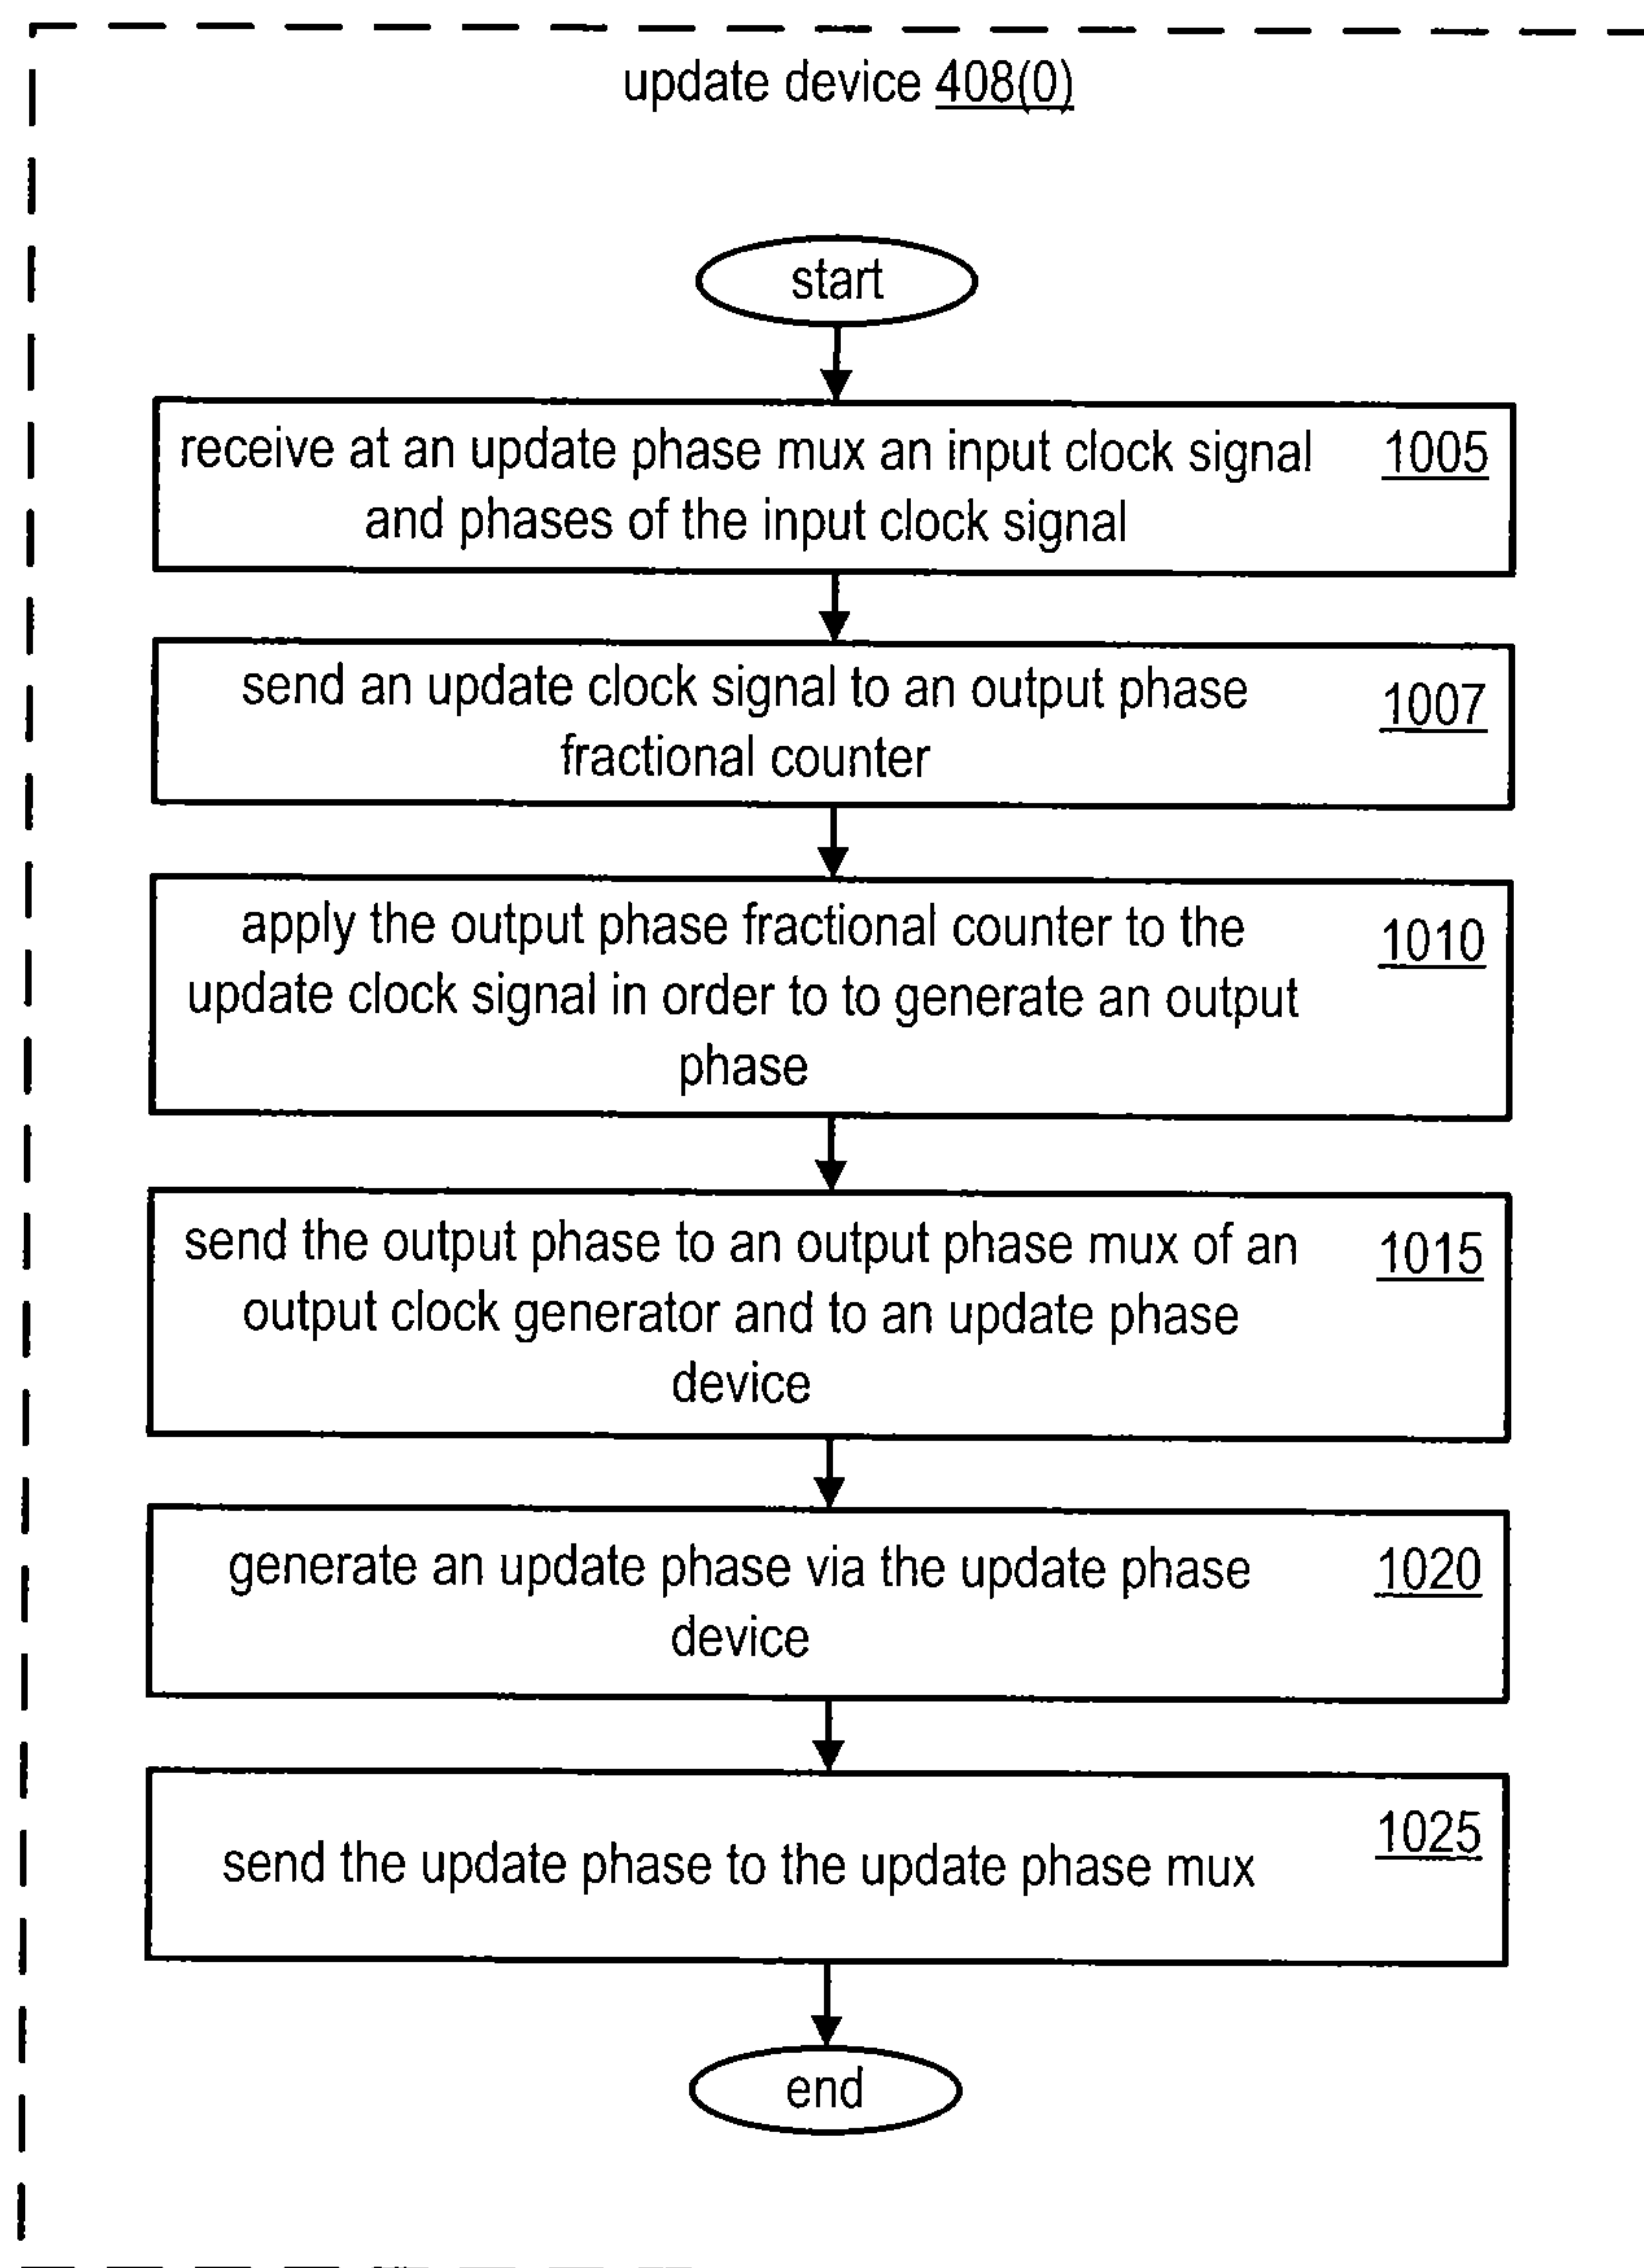 update device 408(0)
start
receive at an update phase mux an input clock signal 1005
and phases of the input clock signal
send an update clock signal to an output phase 1007
fractional counter
apply the output phase fractional counter to the 1010
update clock signal in order to to generate an output
phase
send the output phase to an output phase mux of an 1015
output clock generator and to an update phase
device
generate an update phase via the update phase 1020
device
1025
send the update phase to the update phase mux
end